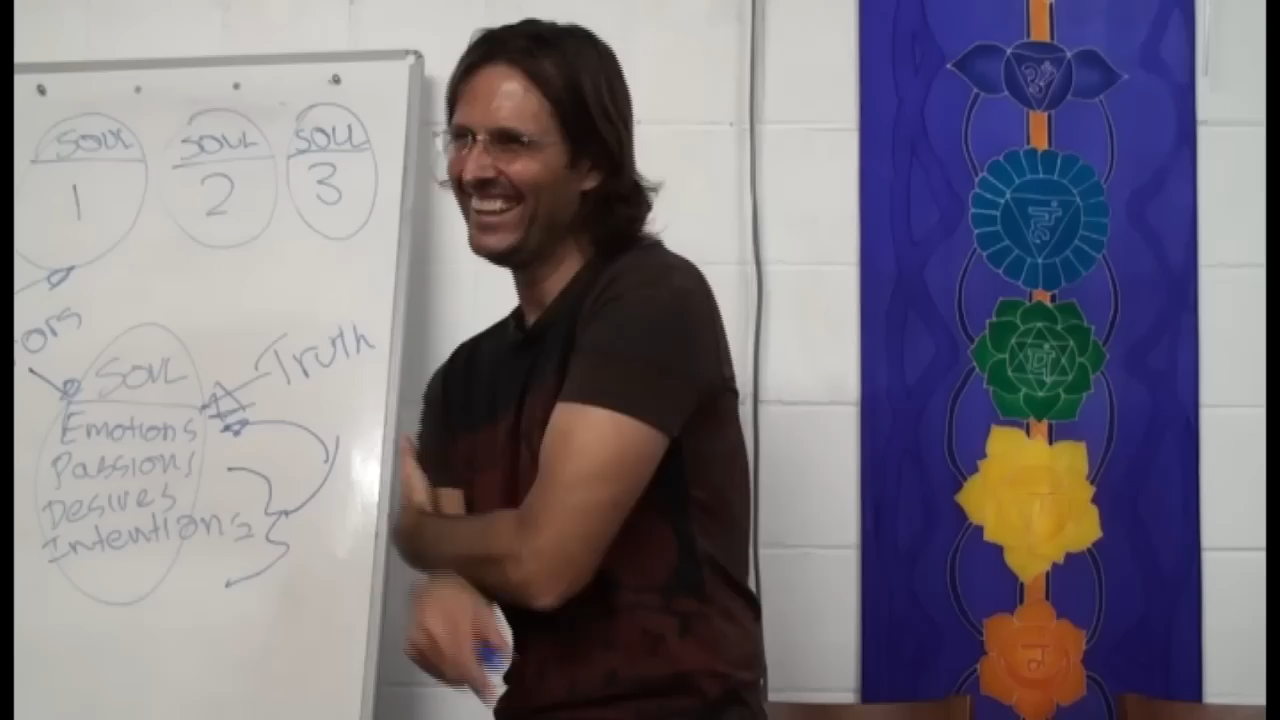 SOUL SOUL SOUL
1 2 3
ors
SOUL
Truth
Emotions
Passions
Desires
Intentions
ॐ
हं
यं